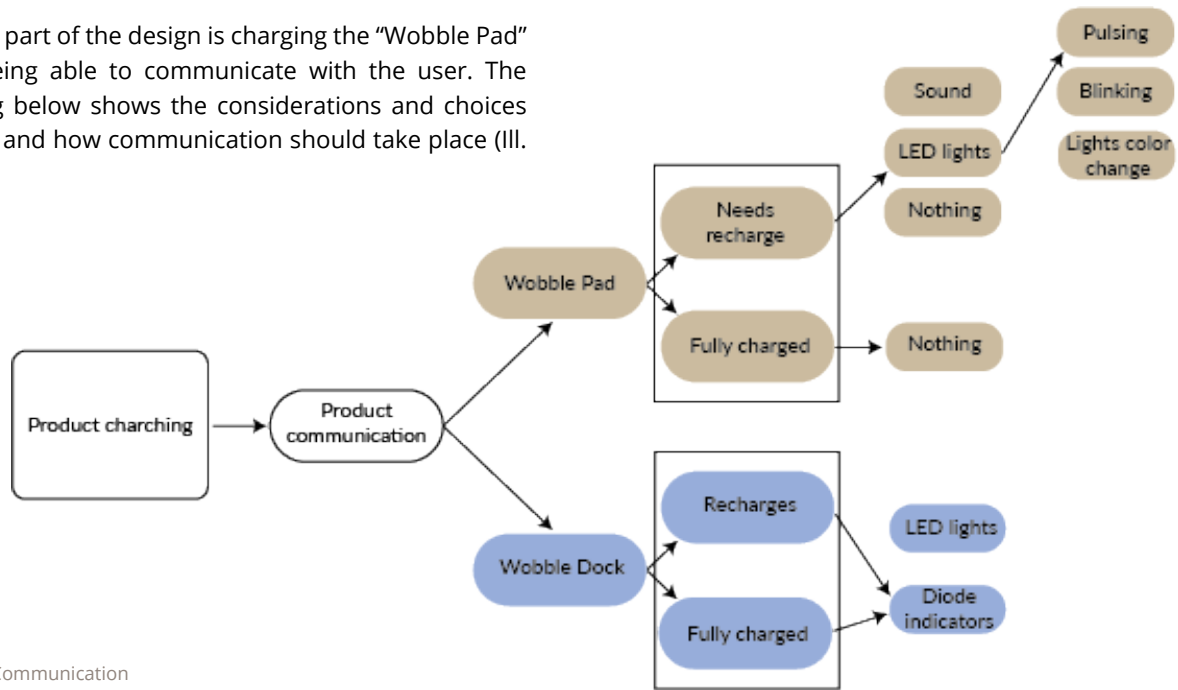 part of the design is charging the “Wobble Pad”
eing able to communicate with the user. The
g below shows the considerations and choices
and how communication should take place (Ill.
Pulsing
Sound
Blinking
LED lights
Lights color
change
Needs
recharge
Nothing
Wobble Pad
Fully charged
Nothing
Product charching
Product
communication
Recharges
LED lights
Wobble Dock
Diode
indicators
Fully charged
Communication